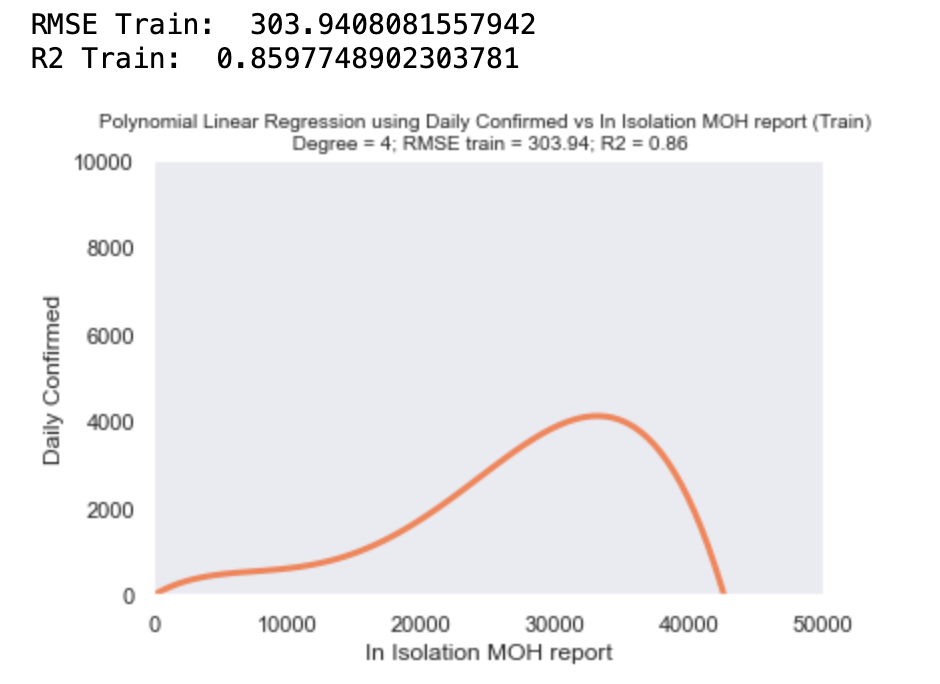 RMSE Train:  303.9408081557942
R2 Train:  0.8597748902303781
Polynomial Linear Regression using Daily Confirmed vs In Isolation MOH report (Train)
Degree = 4; RMSE train = 303.94; R2 = 0.86
10000
8000
6000
4000
2000
0
Daily Confirmed
0 10000 20000 30000 40000 50000
In Isolation MOH report